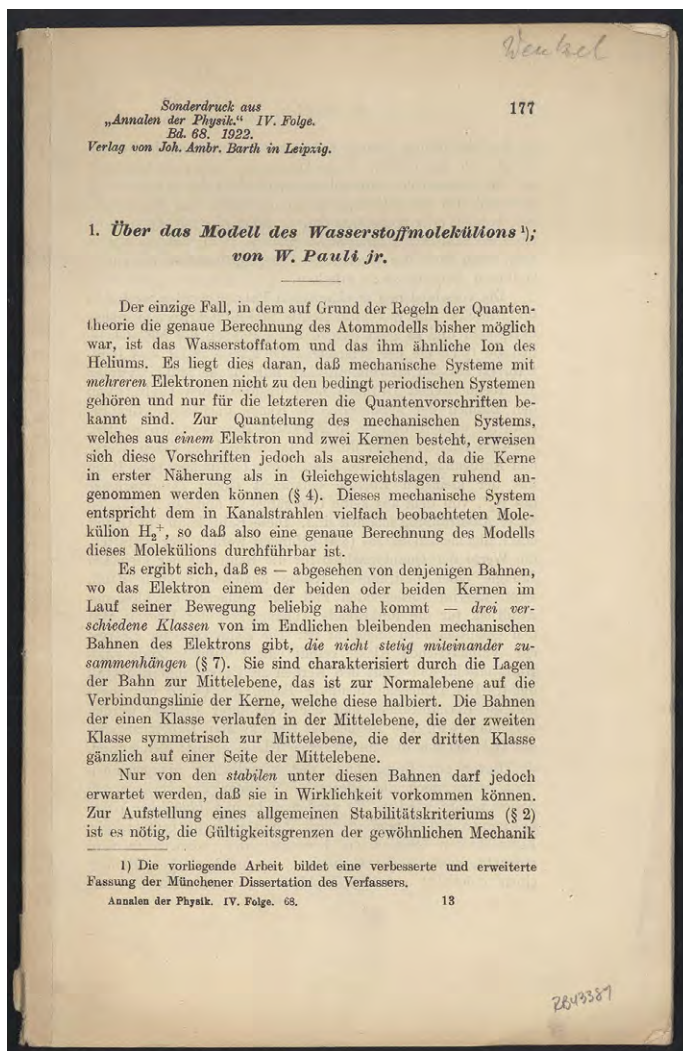 Wentzel
Sonderdruck aus
„Annalen der Physik.“ IV. Folge.
Bd. 68. 1922.
Verlag von Joh. Ambr. Barth in Leipzig.
177
1. Über das Modell des Wasserstoffmolekülions ¹);
von W. Pauli jr.
Der einzige Fall, in dem auf Grund der Regeln der Quanten-
theorie die genaue Berechnung des Atommodells bisher möglich
war, ist das Wasserstoffatom und das ihm ähnliche Ion des
Heliums. Es liegt dies daran, daß mechanische Systeme mit
mehreren Elektronen nicht zu den bedingt periodischen Systemen
gehören und nur für die letzteren die Quantenvorschriften be-
kannt sind. Zur Quantelung des mechanischen Systems,
welches aus einem Elektron und zwei Kernen besteht, erweisen
sich diese Vorschriften jedoch als ausreichend, da die Kerne
in erster Näherung als in Gleichgewichtslagen ruhend an-
genommen werden können (§ 4). Dieses mechanische System
entspricht dem in Kanalstrahlen vielfach beobachteten Mole-
külion H₂⁺, so daß also eine genaue Berechnung des Modells
dieses Molekülions durchführbar ist.
Es ergibt sich, daß es — abgesehen von denjenigen Bahnen,
wo das Elektron einem der beiden oder beiden Kernen im
Lauf seiner Bewegung beliebig nahe kommt — drei ver-
schiedene Klassen von im Endlichen bleibenden mechanischen
Bahnen des Elektrons gibt, die nicht stetig miteinander zu-
sammenhängen (§ 7). Sie sind charakterisiert durch die Lagen
der Bahn zur Mittelebene, das ist zur Normalebene auf die
Verbindungslinie der Kerne, welche diese halbiert. Die Bahnen
der einen Klasse verlaufen in der Mittelebene, die der zweiten
Klasse symmetrisch zur Mittelebene, die der dritten Klasse
gänzlich auf einer Seite der Mittelebene.
Nur von den stabilen unter diesen Bahnen darf jedoch
erwartet werden, daß sie in Wirklichkeit vorkommen können.
Zur Aufstellung eines allgemeinen Stabilitätskriteriums (§ 2)
ist es nötig, die Gültigkeitsgrenzen der gewöhnlichen Mechanik
1) Die vorliegende Arbeit bildet eine verbesserte und erweiterte
Fassung der Münchener Dissertation des Verfassers.
Annalen der Physik. IV. Folge. 68. 13
RB43387